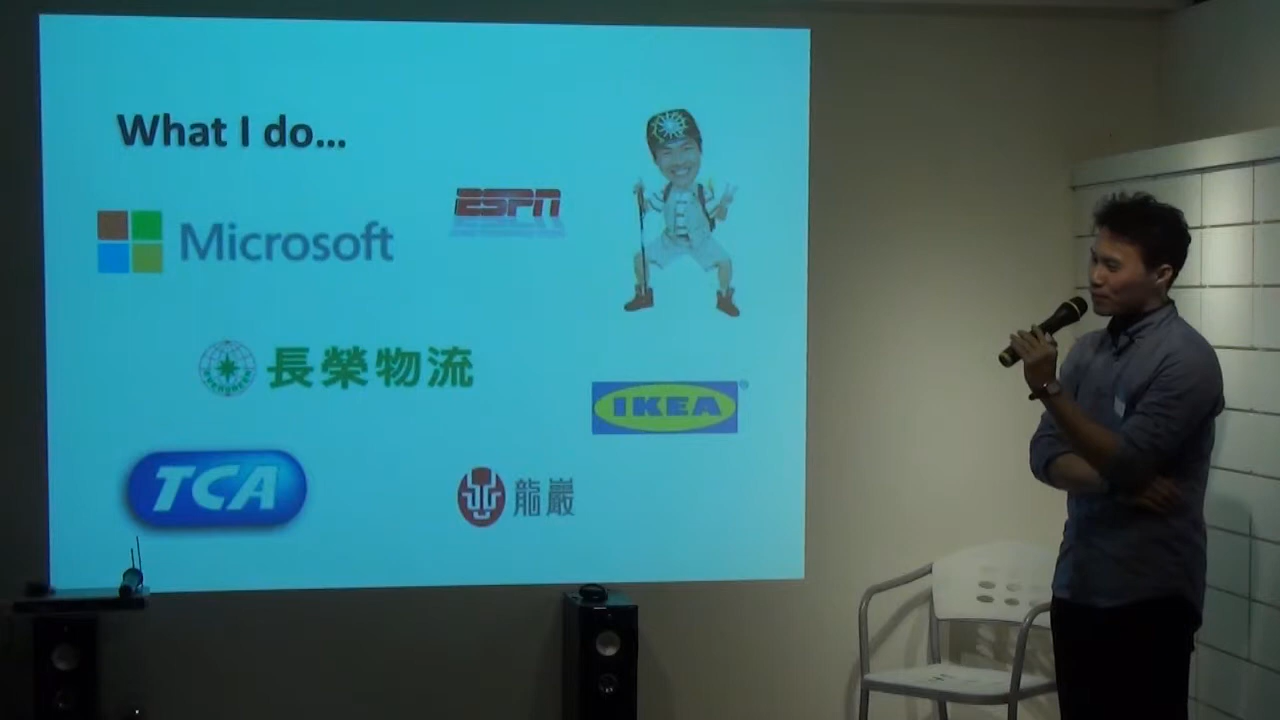 What I do...
ESPN
Microsoft
長榮物流
IKEA
TCA
龍巖